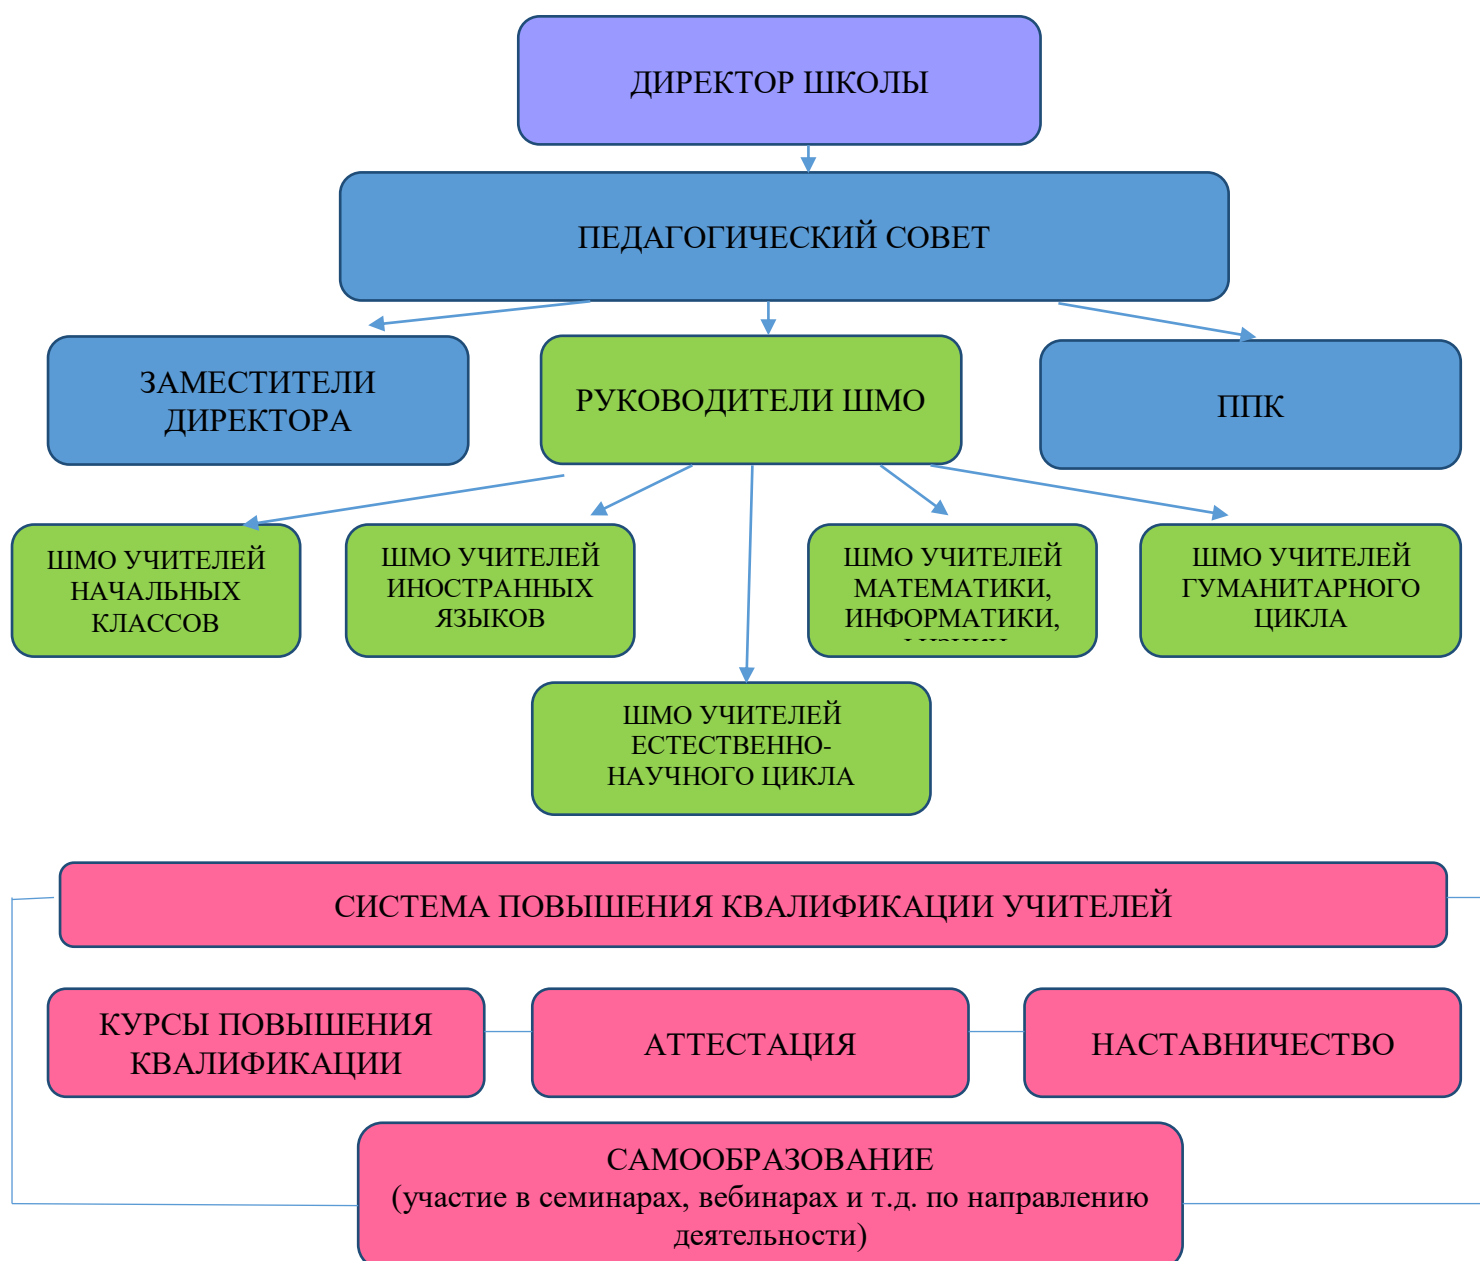 ДИРЕКТОР ШКОЛЫ
ПЕДАГОГИЧЕСКИЙ СОВЕТ
ЗАМЕСТИТЕЛИ
ДИРЕКТОРА
РУКОВОДИТЕЛИ ШМО
ППК
ШМО УЧИТЕЛЕЙ
НАЧАЛЬНЫХ
КЛАССОВ
ШМО УЧИТЕЛЕЙ
ИНОСТРАННЫХ
ЯЗЫКОВ
ШМО УЧИТЕЛЕЙ
МАТЕМАТИКИ,
ИНФОРМАТИКИ,
ШМО УЧИТЕЛЕЙ
ГУМАНИТАРНОГО
ЦИКЛА
ШМО УЧИТЕЛЕЙ
ЕСТЕСТВЕННО-
НАУЧНОГО ЦИКЛА
СИСТЕМА ПОВЫШЕНИЯ КВАЛИФИКАЦИИ УЧИТЕЛЕЙ
КУРСЫ ПОВЫШЕНИЯ
КВАЛИФИКАЦИИ
АТТЕСТАЦИЯ
НАСТАВНИЧЕСТВО
САМООБРАЗОВАНИЕ
(участие в семинарах, вебинарах и т.д. по направлению
деятельности)